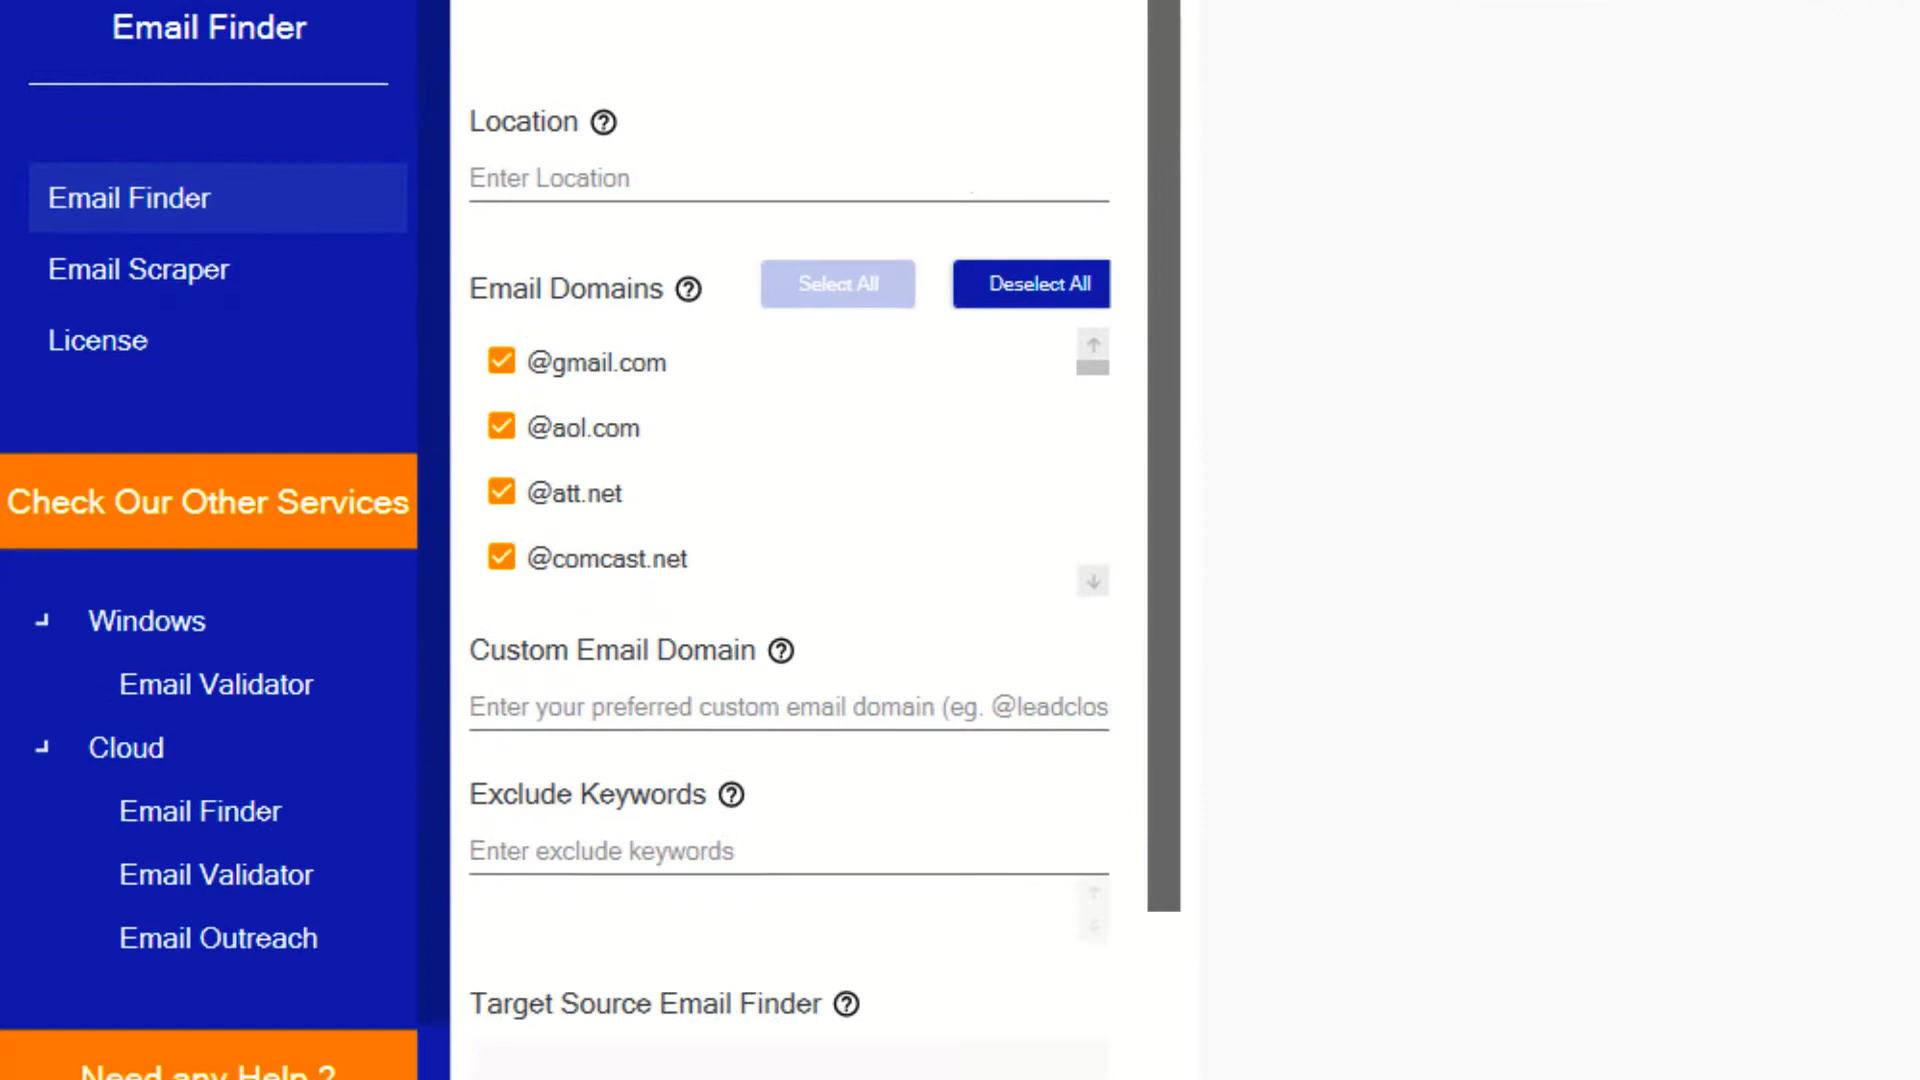 Email Finder
Email Finder
Email Scraper
License
Check Our Other Services
Windows
Email Validator
Cloud
Email Finder
Email Validator
Email Outreach
Need any Help ?
Location
Enter Location
Email Domains
Select All
Deselect All
@gmail.com
@aol.com
@att.net
@comcast.net
Custom Email Domain
Enter your preferred custom email domain (eg. @leadclos
Exclude Keywords
Enter exclude keywords
Target Source Email Finder